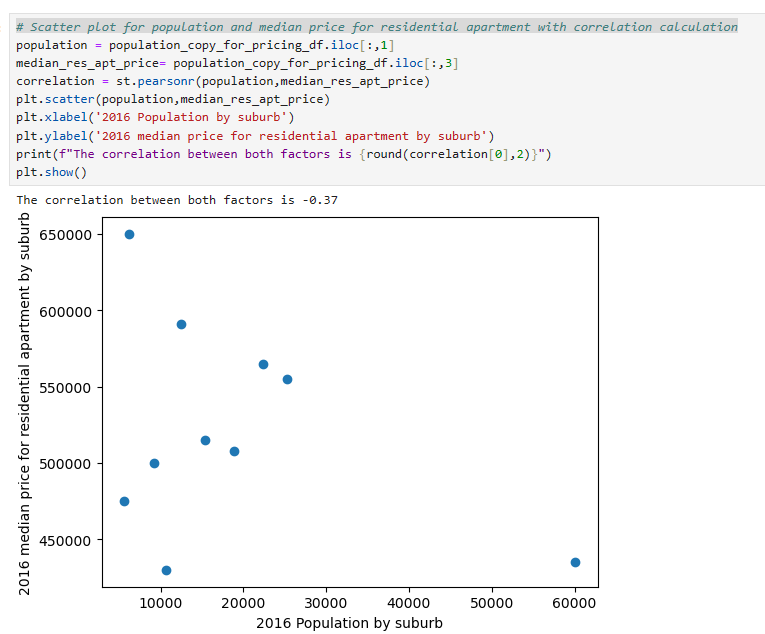 # Scatter plot for population and median price for residential apartment with correlation calculation
population = population_copy_for_pricing_df.iloc[:,1]
median_res_apt_price= population_copy_for_pricing_df.iloc[:,3]
correlation = st.pearsonr(population,median_res_apt_price)
plt.scatter(population,median_res_apt_price)
plt.xlabel('2016 Population by suburb')
plt.ylabel('2016 median price for residential apartment by suburb')
print(f"The correlation between both factors is {round(correlation[0],2)}")
plt.show()
The correlation between both factors is -0.37
2016 median price for residential apartment by suburb
650000
600000
550000
500000
450000
10000 20000 30000 40000 50000 60000
2016 Population by suburb